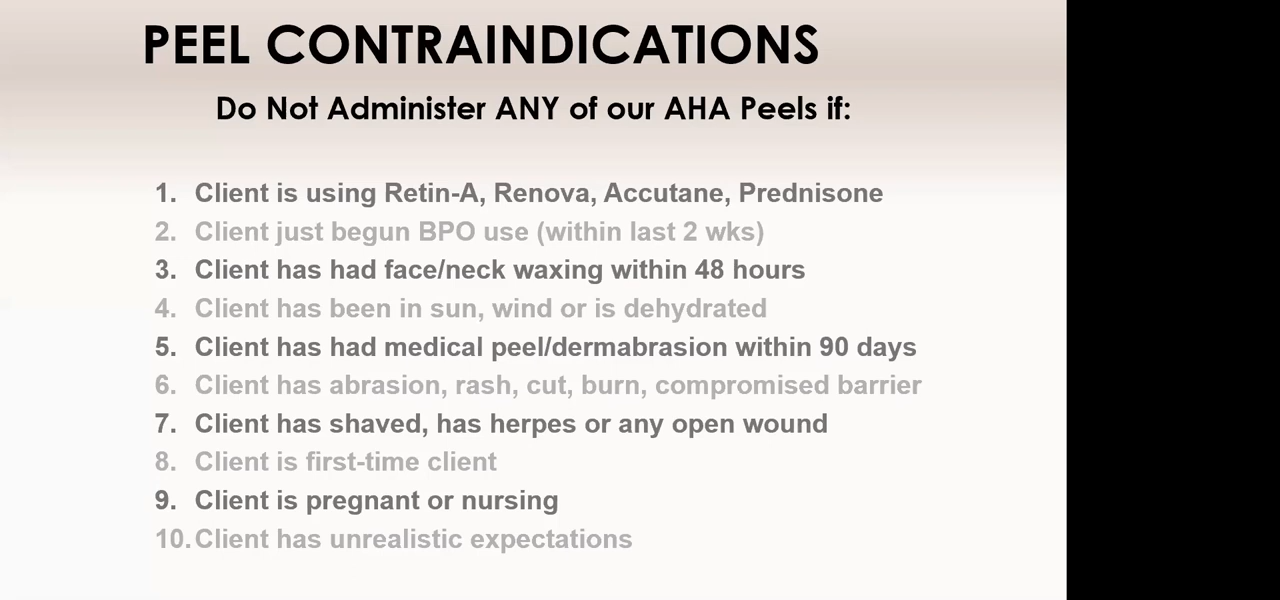 PEEL CONTRAINDICATIONS
Do Not Administer ANY of our AHA Peels if:
1. Client is using Retin-A, Renova, Accutane, Prednisone
2. Client just begun BPO use (within last 2 wks)
3. Client has had face/neck waxing within 48 hours
4. Client has been in sun, wind or is dehydrated
5. Client has had medical peel/dermabrasion within 90 days
6. Client has abrasion, rash, cut, burn, compromised barrier
7. Client has shaved, has herpes or any open wound
8. Client is first-time client
9. Client is pregnant or nursing
10. Client has unrealistic expectations